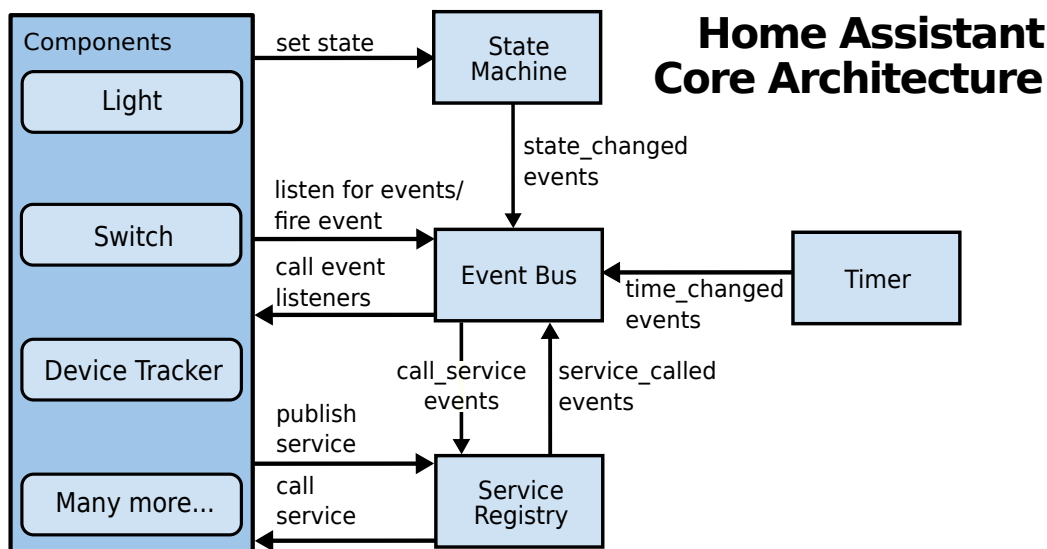 Home Assistant
Core Architecture
Components
Light
Switch
Device Tracker
Many more...
set state
State
Machine
state_changed
events
listen for events/
fire event
call event
listeners
Event Bus
time_changed
events
Timer
call_service
events
service_called
events
publish
service
call
service
Service
Registry